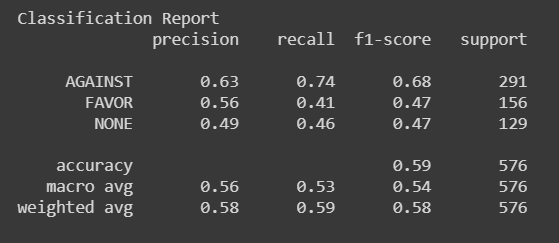 Classification Report
precision recall f1-score support
AGAINST 0.63 0.74 0.68 291
FAVOR 0.56 0.41 0.47 156
NONE 0.49 0.46 0.47 129
accuracy 0.59 576
macro avg 0.56 0.53 0.54 576
weighted avg 0.58 0.59 0.58 576